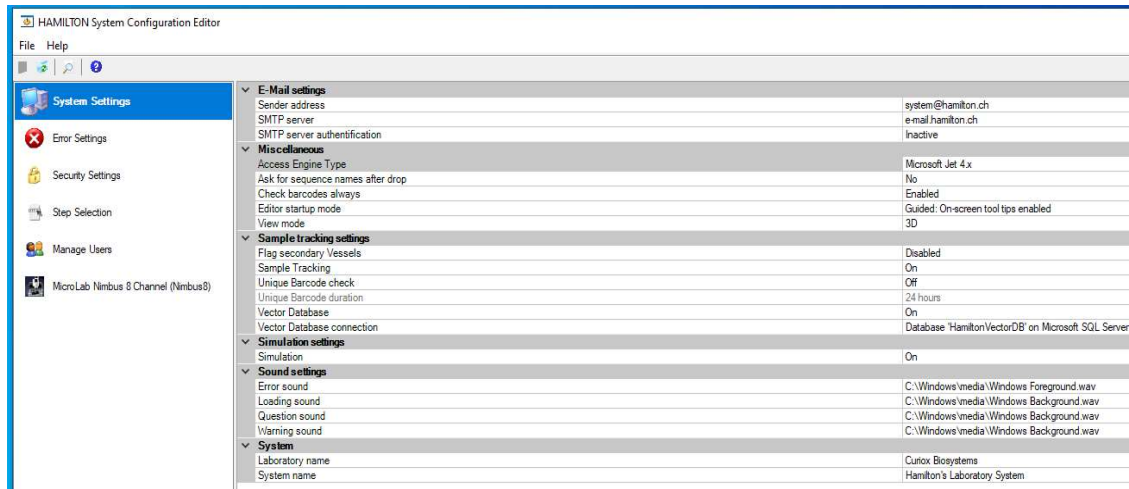 HAMILTON System Configuration Editor
File Help
System Settings
Error Settings
Security Settings
Step Selection
Manage Users
MicroLab Nimbus 8 Channel (Nimbus8)
E-Mail settings
Sender address system@hamilton.ch
SMTP server e-mail.hamilton.ch
SMTP server authentification Inactive
Miscellaneous
Access Engine Type Microsoft Jet 4.x
Ask for sequence names after drop No
Check barcodes always Enabled
Editor startup mode Guided: On-screen tool tips enabled
View mode 3D
Sample tracking settings
Flag secondary Vessels Disabled
Sample Tracking On
Unique Barcode check Off
Unique Barcode duration 24 hours
Vector Database On
Vector Database connection Database 'HamiltonVectorDB' on Microsoft SQL Server
Simulation settings
Simulation On
Sound settings
Error sound C:\Windows\media\Windows Foreground.wav
Loading sound C:\Windows\media\Windows Background.wav
Question sound C:\Windows\media\Windows Background.wav
Warning sound C:\Windows\media\Windows Background.wav
System
Laboratory name Curiox Biosystems
System name Hamilton's Laboratory System